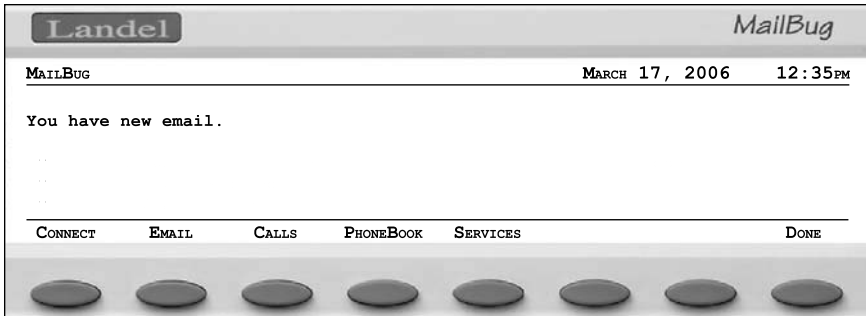 Landel MailBug
MailBug March 17, 2006 12:35pm
You have new email.
Connect Email Calls PhoneBook Services Done